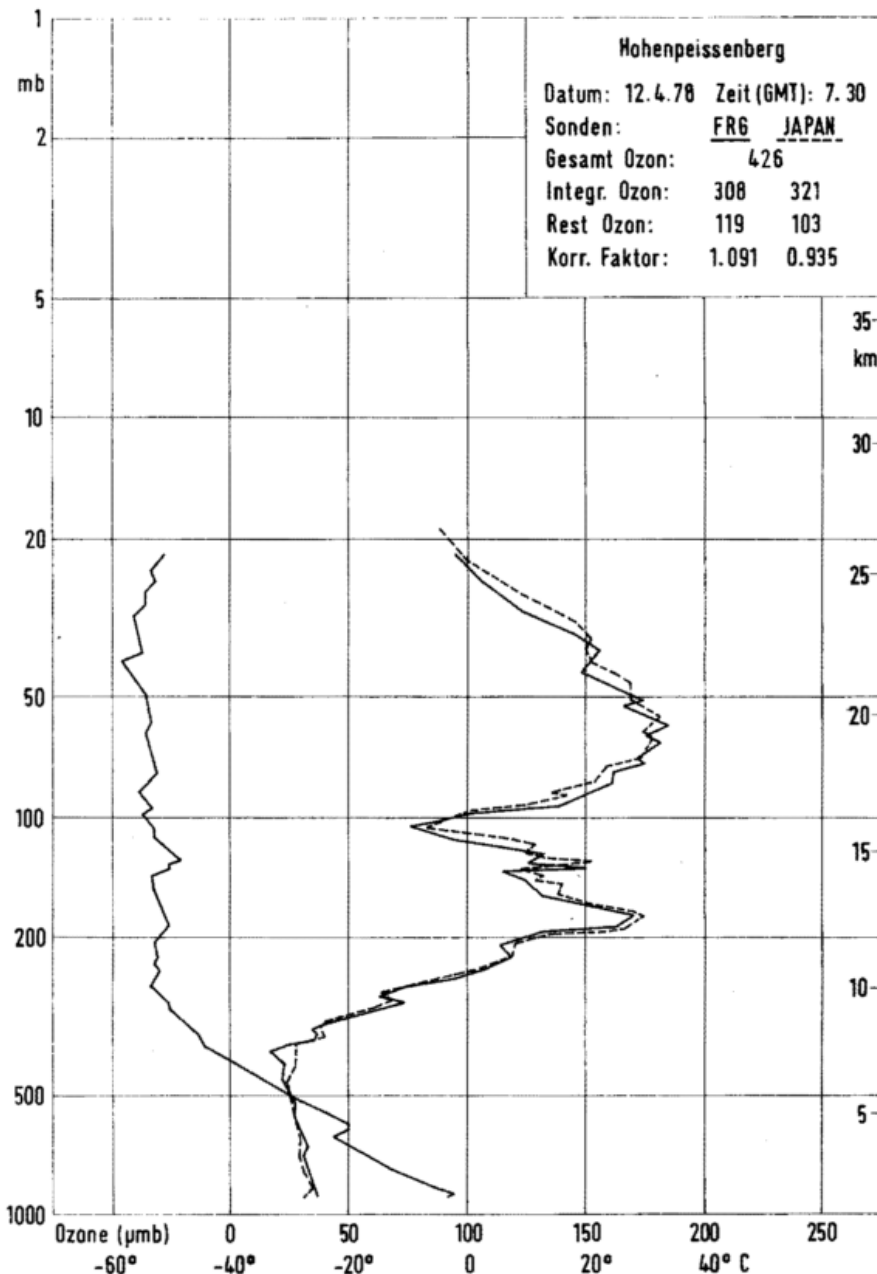 Hohenpeissenberg
Datum: 12.4.78 Zeit (GMT): 7.30
Sonden: FR6 JAPAN
Gesamt Ozon: 426
Integr. Ozon: 308 321
Rest Ozon: 119 103
Korr. Faktor: 1.091 0.935
1
mb
2
5
35
km
10
30
20
25
50
20
100
15
200
10
500
5
1000
Ozone (µmb) 0 50 100 150 200 250
-60° -40° -20° 0 20° 40° C